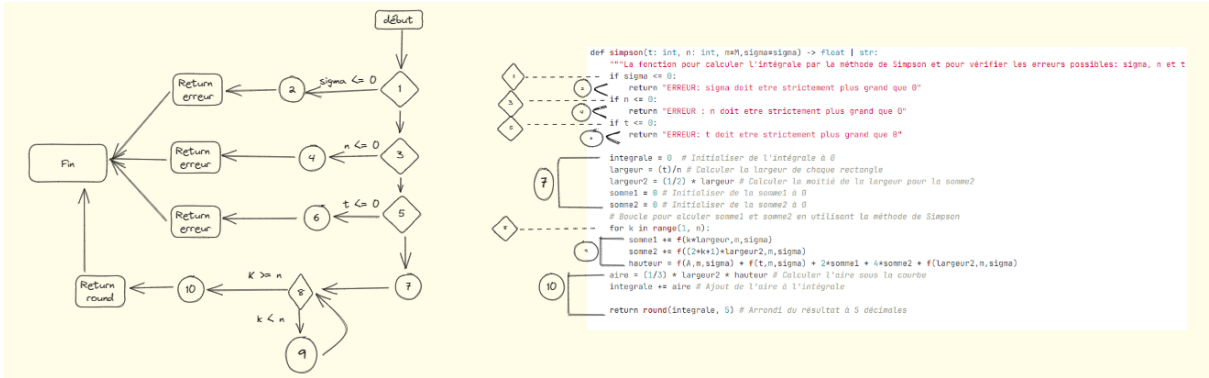 début
sigma <= 0
1
2
Return
erreur
n <= 0
3
4
Return
erreur
Fin
t <= 0
5
6
Return
erreur
7
K >= n
8
10
Return
round
k < n
9
def simpson(t: int, n: int, m=M,sigma=sigma) -> float | str:
"""La fonction pour calculer l'intégrale par la méthode de Simpson et pour vérifier les erreurs possibles: sigma, n et t
1
if sigma <= 0:
2
return "ERREUR: sigma doit etre strictement plus grand que 0"
3
if n <= 0:
4
return "ERREUR : n doit etre strictement plus grand que 0"
5
if t <= 0:
return "ERREUR: t doit etre strictement plus grand que 0"
7
integrale = 0 # Initialiser de l'intégrale à 0
largeur = (t)/n # Calculer la largeur de chaque rectangle
largeur2 = (1/2) * largeur # Calculer la moitié de la largeur pour la somme2
somme1 = 0 # Initialiser de la somme1 à 0
somme2 = 0 # Initialiser de la somme2 à 0
# Boucle pour alculer somme1 et somme2 en utilisant la méthode de Simpson
for k in range(1, n):
somme1 += f(k*largeur,m,sigma)
somme2 += f((2*k+1)*largeur2,m,sigma)
hauteur = f(A,m,sigma) + f(t,m,sigma) + 2*somme1 + 4*somme2 + f(largeur2,m,sigma)
10
aire = (1/3) * largeur2 * hauteur # Calculer l'aire sous la courbe
integrale += aire # Ajout de l'aire à l'intégrale
return round(integrale, 5) # Arrondi du résultat à 5 décimales